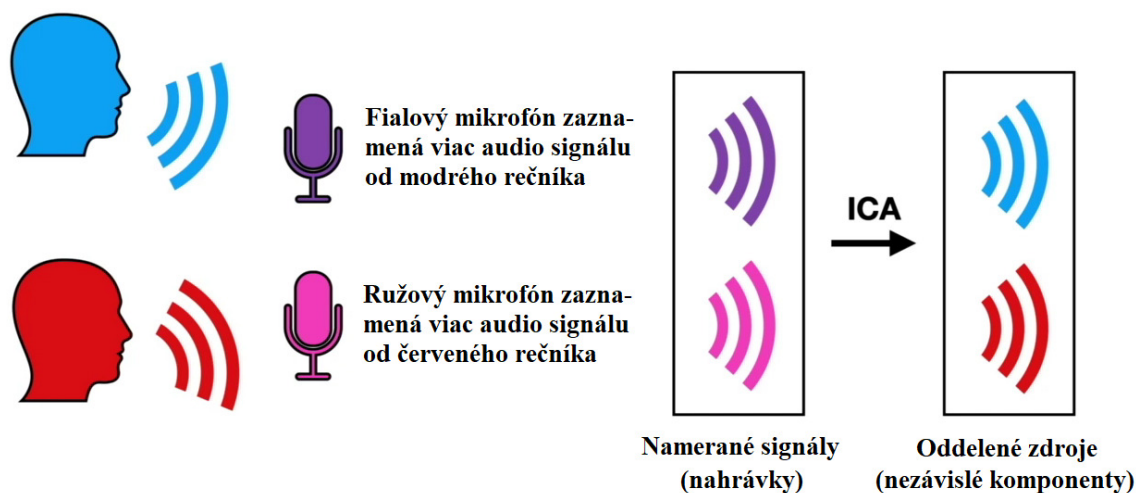 Fialový mikrofón zazna-
mená viac audio signálu
od modrého rečníka
Ružový mikrofón zazna-
mená viac audio signálu
od červeného rečníka
ICA
Namerané signály
(nahrávky)
Oddelené zdroje
(nezávislé komponenty)